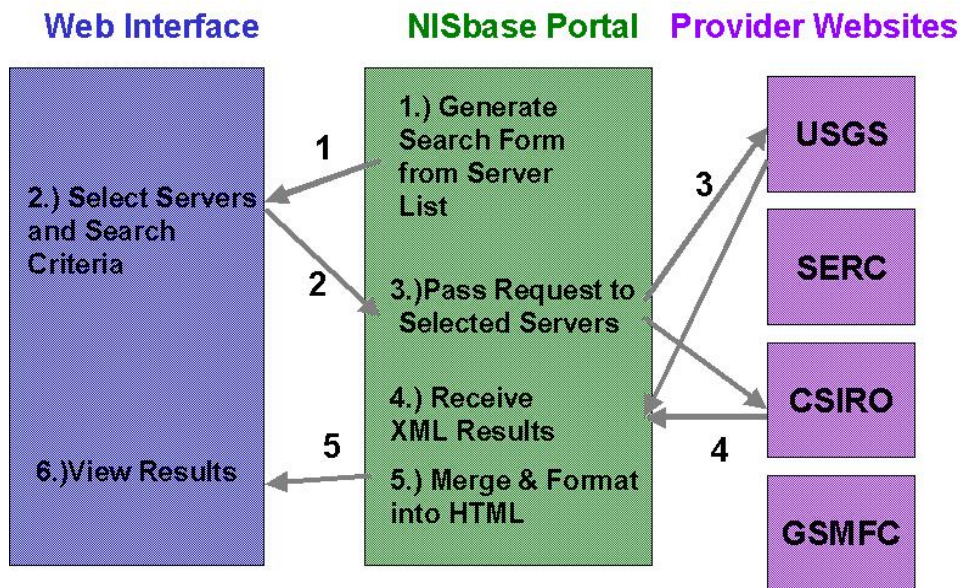 Web Interface
NISbase Portal
Provider Websites
1.) Generate
Search Form
from Server
List
1
2.) Select Servers
and Search
Criteria
2
3.)Pass Request to
Selected Servers
3
4.) Receive
XML Results
4
5.) Merge & Format
into HTML
5
6.)View Results
USGS
SERC
CSIRO
GSMFC